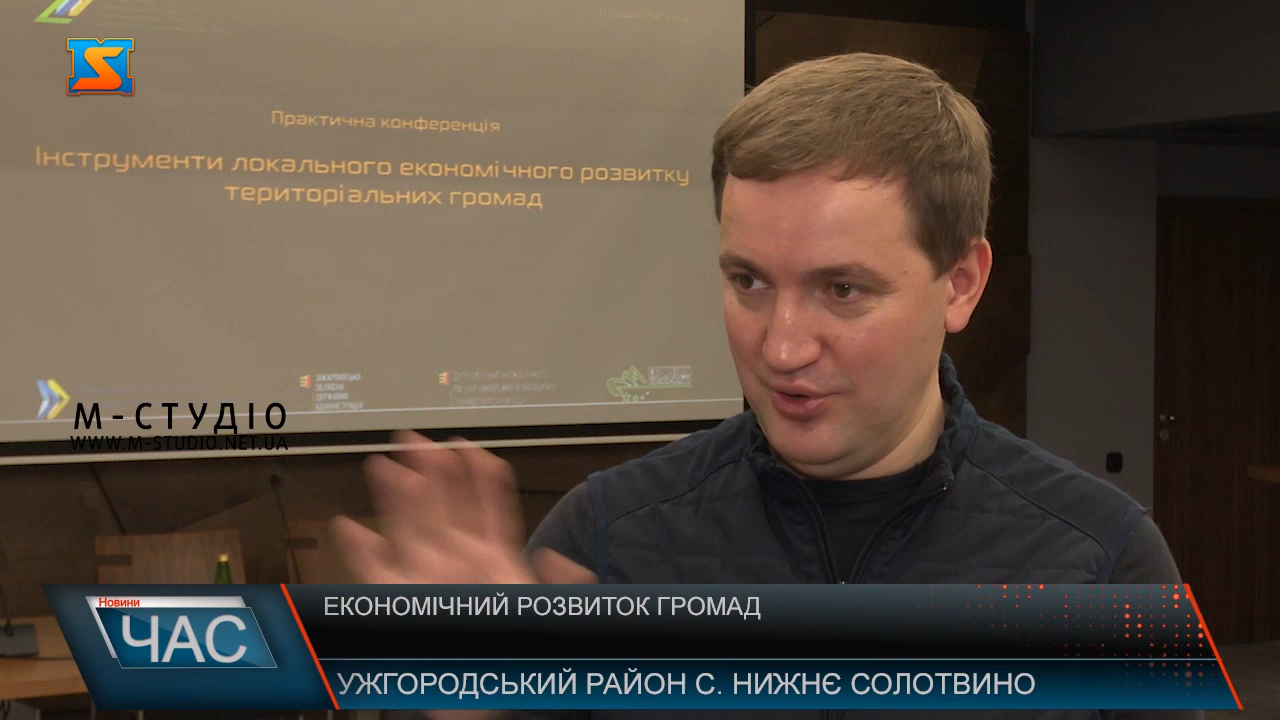 Практична конференція
Інструменти локального економічного розвитку
територіальних громад
М-СТУДІО
WWW.M-STUDIO.NET.UA
Новини
ЧАС
ЕКОНОМІЧНИЙ РОЗВИТОК ГРОМАД
УЖГОРОДСЬКИЙ РАЙОН С. НИЖНЄ СОЛОТВИНО